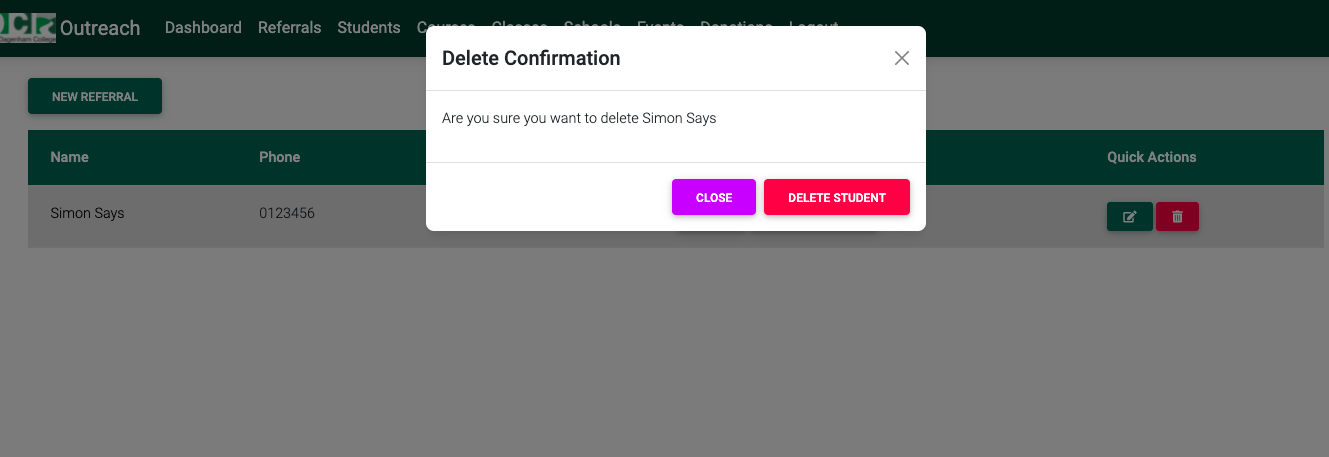 Outreach Dashboard Referrals Students
Delete Confirmation
Are you sure you want to delete Simon Says
CLOSE DELETE STUDENT
NEW REFERRAL
Name Phone Quick Actions
Simon Says 0123456